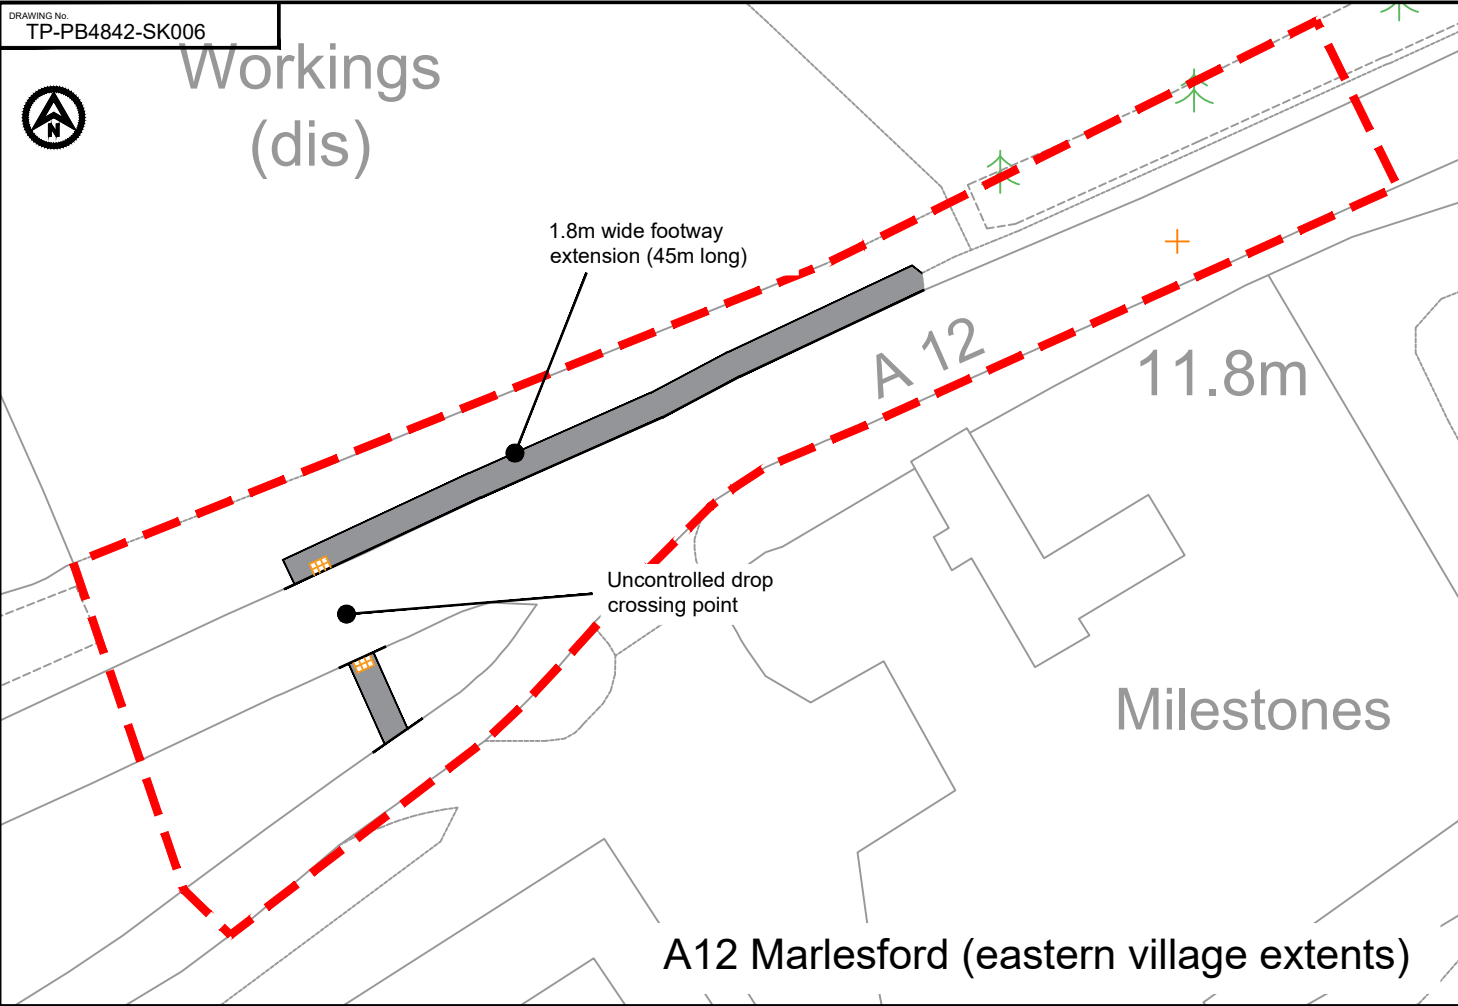 DRAWING No.
TP-PB4842-SK006
Workings
(dis)
N
1.8m wide footway
extension (45m long)
A 12
11.8m
Uncontrolled drop
crossing point
Milestones
A12 Marlesford (eastern village extents)